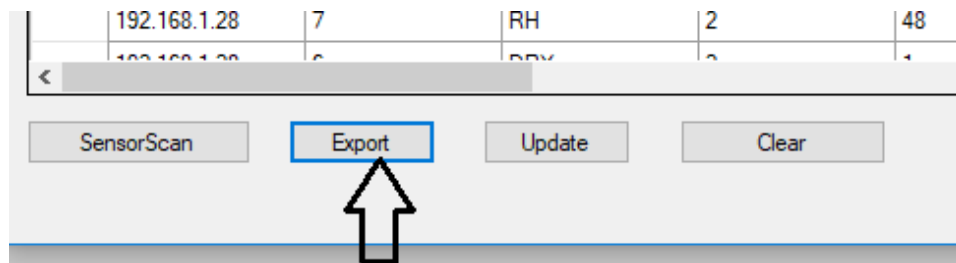 192.168.1.28 7 RH 2 48
SensorScan Export Update Clear